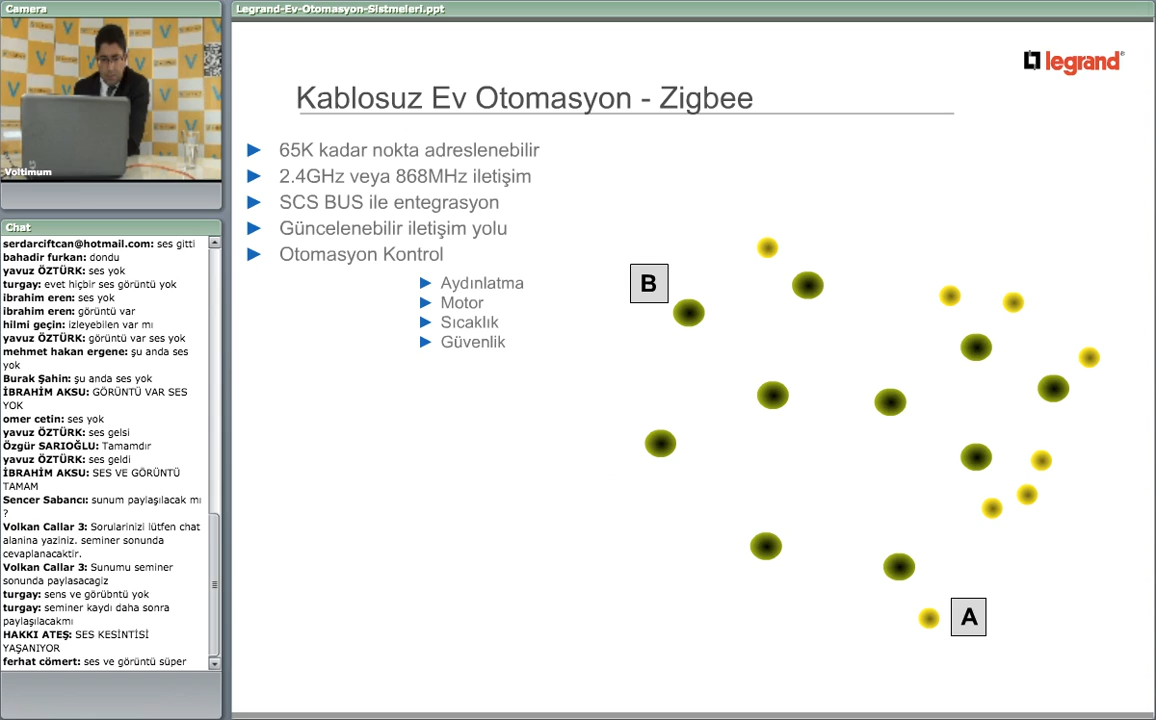 Camera
Voltimum
Chat
serdarciftcan@hotmail.com: ses gitti
bahadir furkan: dondu
yavuz ÖZTÜRK: ses yok
turgay: evet hiçbir ses görüntü yok
ibrahim eren: ses yok
ibrahim eren: görüntü var
hilmi geçin: izleyebilen var mı
yavuz ÖZTÜRK: görüntü var ses yok
mehmet hakan ergene: şu anda ses
yok
Burak Şahin: şu anda ses yok
İBRAHİM AKSU: GÖRÜNTÜ VAR SES
YOK
omer cetin: ses yok
yavuz ÖZTÜRK: ses gelsi
Özgür SARIOĞLU: Tamamdır
yavuz ÖZTÜRK: ses geldi
İBRAHİM AKSU: SES VE GÖRÜNTÜ
TAMAM
Sencer Sabancı: sunum paylaşılacak mı
?
Volkan Callar 3: Sorularinizi lütfen chat
alanina yaziniz. seminer sonunda
cevaplanacaktir.
Volkan Callar 3: Sunumu seminer
sonunda paylasacagiz
turgay: sens ve görübntü yok
turgay: seminer kaydı daha sonra
paylaşılacakmı
HAKKI ATEŞ: SES KESİNTİSİ
YAŞANIYOR
ferhat cömert: ses ve görüntü süper
Legrand-Ev-Otomasyon-Sistmeleri.ppt
legrand®
Kablosuz Ev Otomasyon - Zigbee
65K kadar nokta adreslenebilir
2.4GHz veya 868MHz iletişim
SCS BUS ile entegrasyon
Güncelenebilir iletişim yolu
Otomasyon Kontrol
Aydınlatma
Motor
Sıcaklık
Güvenlik
B
A